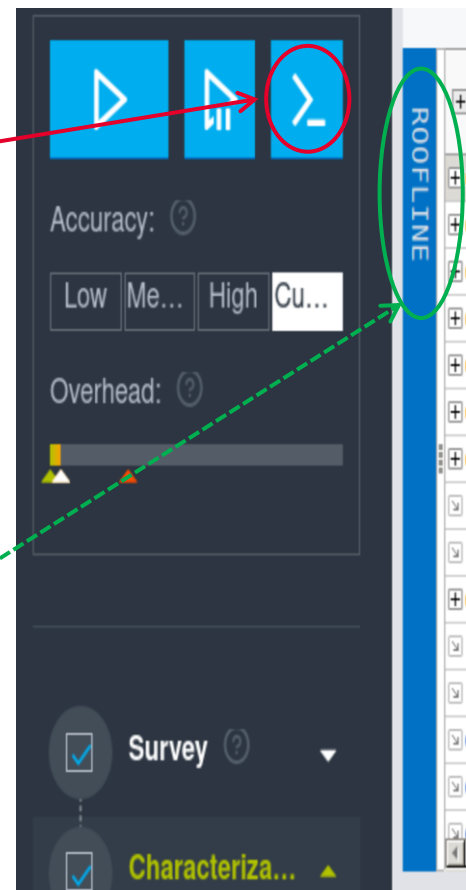 Accuracy:
Low Me... High Cu...
Overhead:
Survey
Characteriza...
ROOFLINE